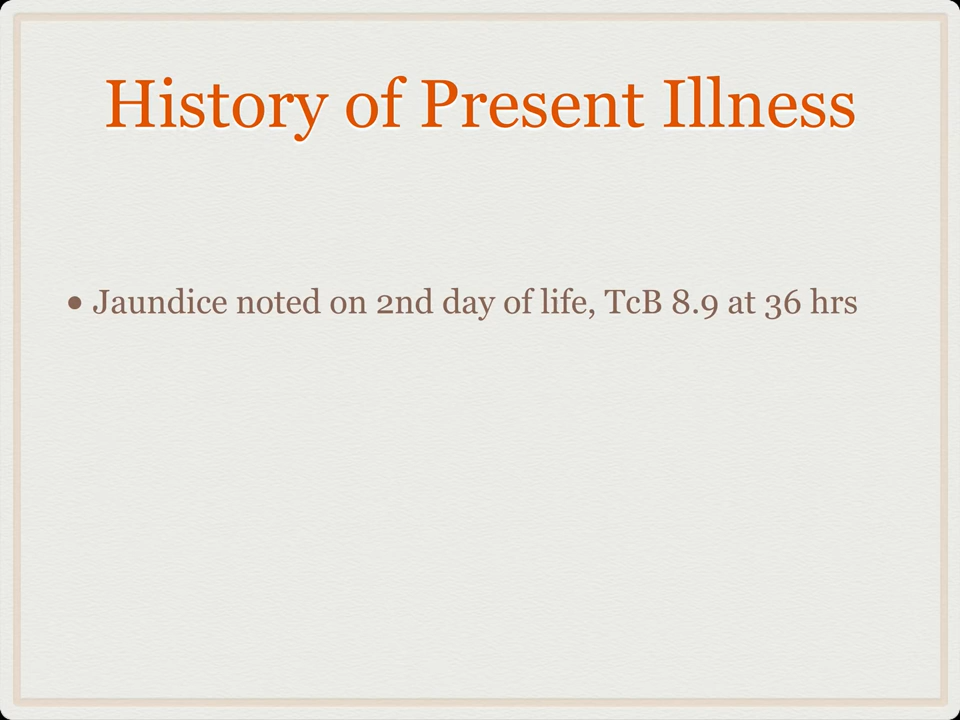 History of Present Illness
• Jaundice noted on 2nd day of life, TcB 8.9 at 36 hrs